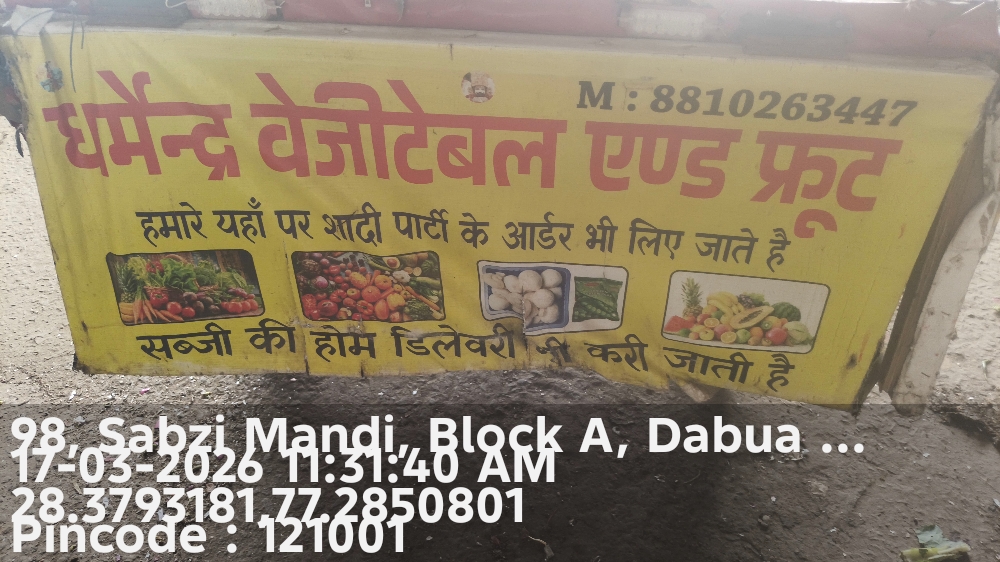 M : 8810263447
धर्मेन्द्र वेजीटेबल एण्ड फ्रूट
हमारे यहाँ पर शादी पार्टी के आर्डर भी लिए जाते है
सब्जी की होम डिलेवरी भी करी जाती है
98, Sabzi Mandi, Block A, Dabua ...
17-03-2026 11:31:40 AM
28.3793181,77.2850801
Pincode : 121001